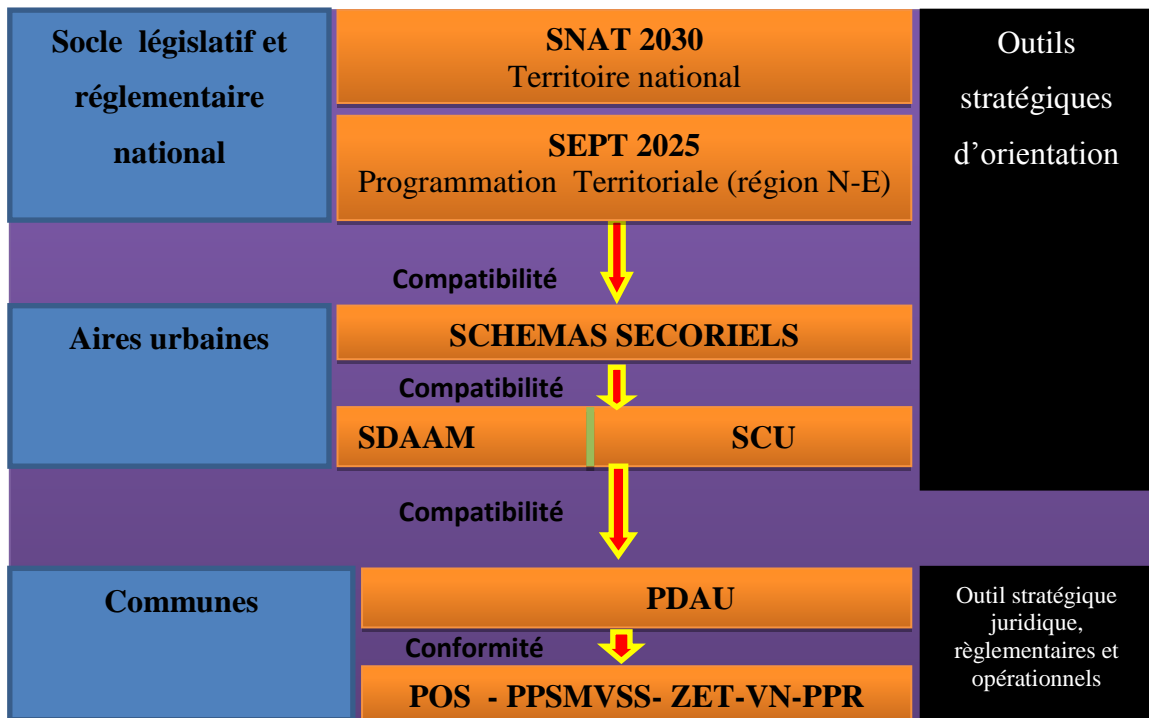 Socle législatif et
réglementaire
national
SNAT 2030
Territoire national
SEPT 2025
Programmation Territoriale (région N-E)
Outils
stratégiques
d'orientation
Compatibilité
Aires urbaines
SCHEMAS SECORIELS
Compatibilité
SDAAM
SCU
Compatibilité
Communes
PDAU
Conformité
POS - PPSMVSS- ZET-VN-PPR
Outil stratégique
juridique,
règlementaires et
opérationnels